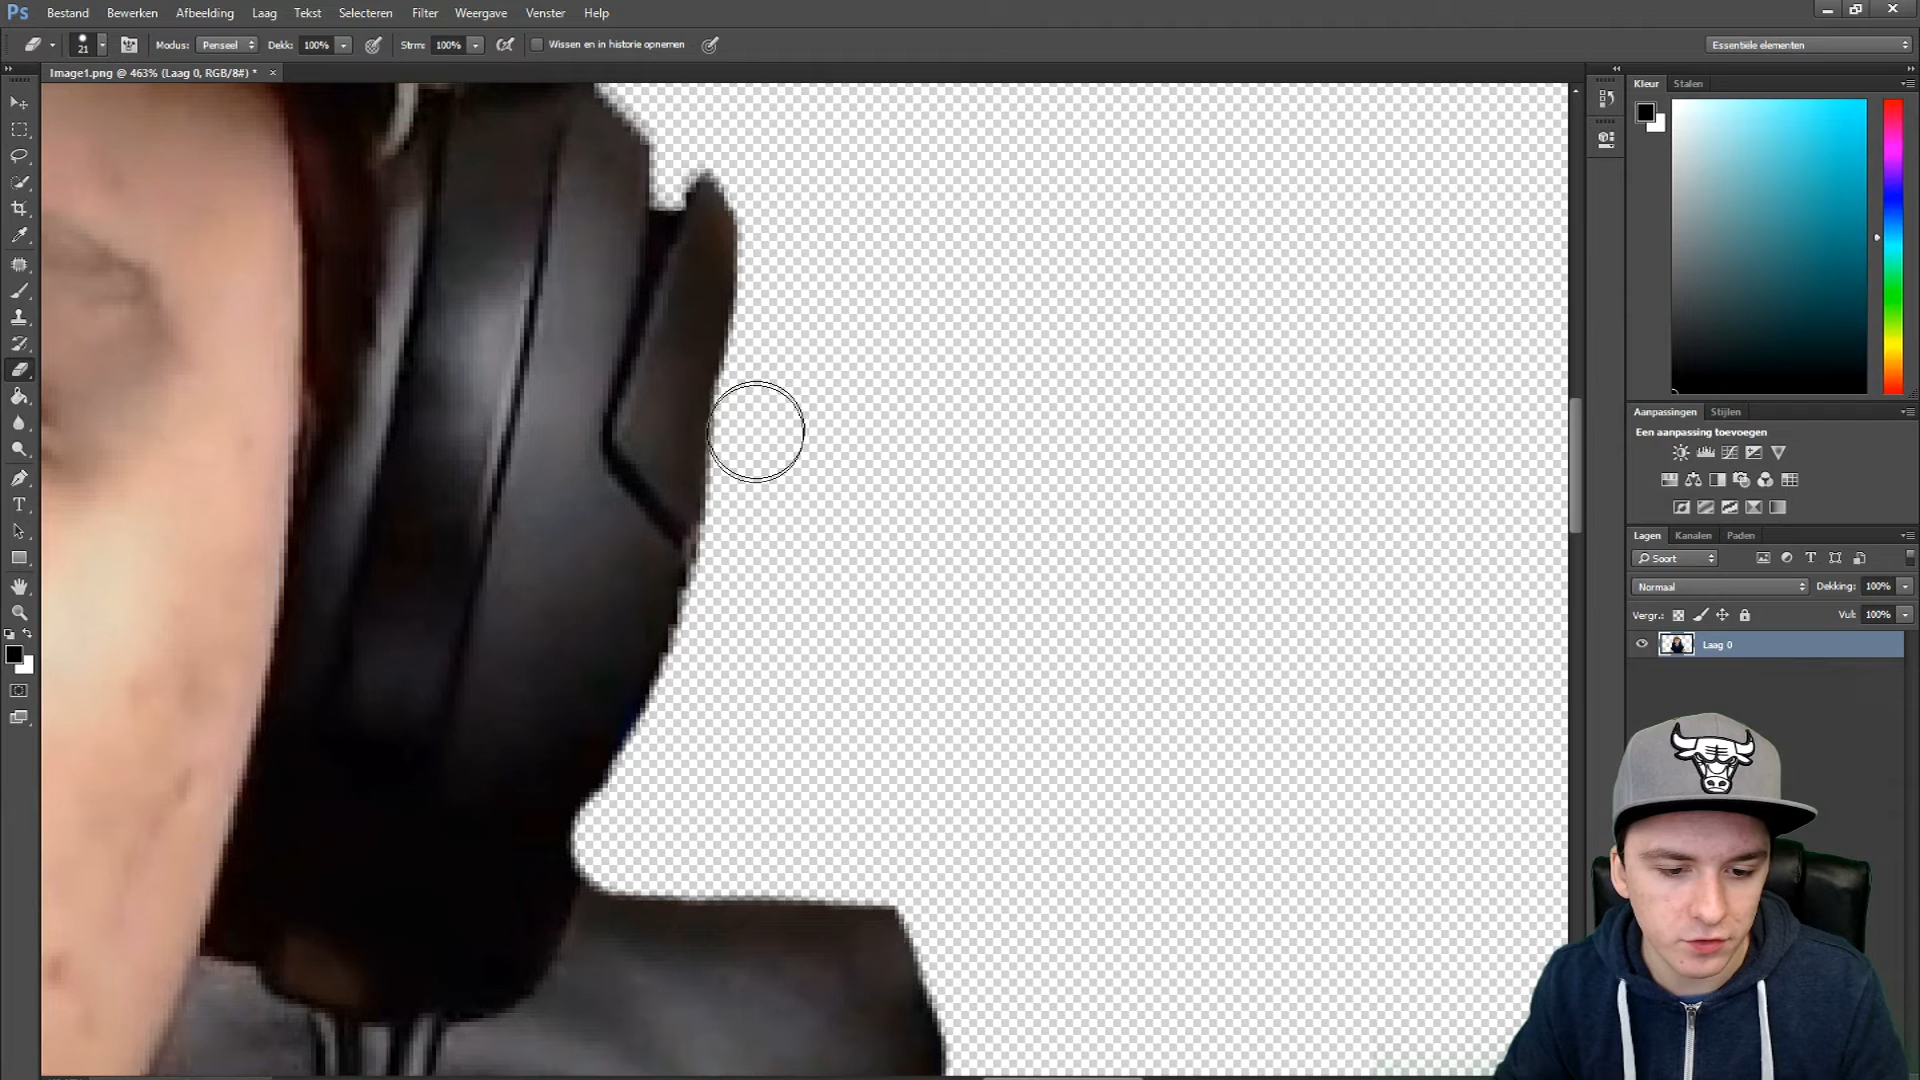 Ps Bestand Bewerken Afbeelding Laag Tekst Selecteren Filter Weergave Venster Help
21 Modus: Penseel Dekk: 100% Strm: 100% Wissen en in historie opnemen Essentiële elementen
Image1.png @ 463% (Laag 0, RGB/8#) * ×
Kleur Stalen
Aanpassingen Stijlen
Een aanpassing toevoegen
Lagen Kanalen Paden
Soort
Normaal Dekking: 100%
Vergr.: Vul: 100%
Laag 0